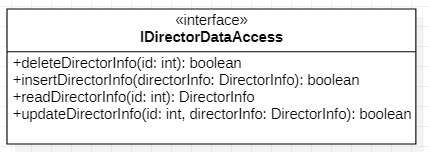 «interface»
IDirectorDataAccess
+deleteDirectorInfo(id: int): boolean
+insertDirectorInfo(directorInfo: DirectorInfo): boolean
+readDirectorInfo(id: int): DirectorInfo
+updateDirectorInfo(id: int, directorInfo: DirectorInfo): boolean